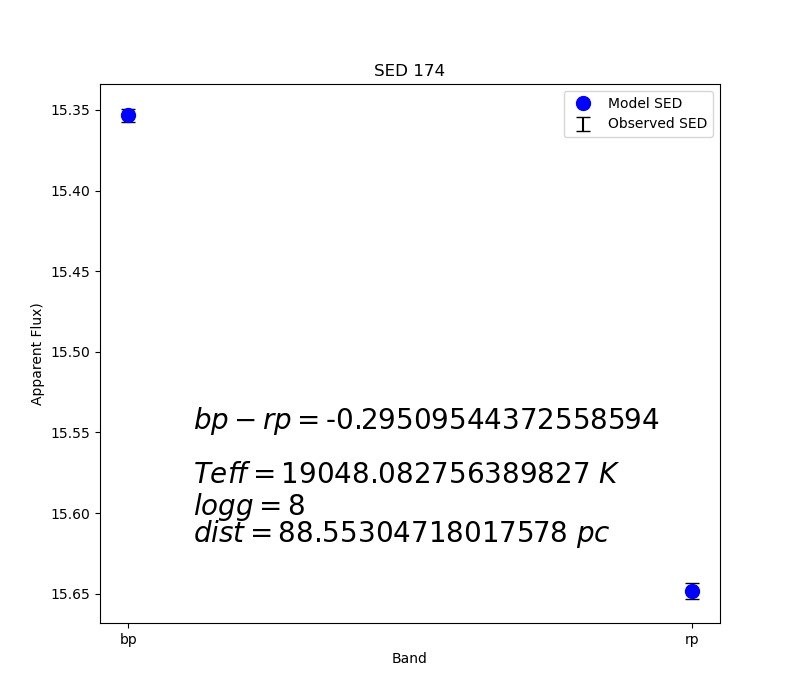 SED 174
Model SED
Observed SED
15.35
15.40
15.45
15.50
15.55
15.60
15.65
Apparent Flux)
bp − rp = -0.29509544372558594
Teff = 19048.082756389827 K
logg = 8
dist = 88.55304718017578 pc
bp
rp
Band